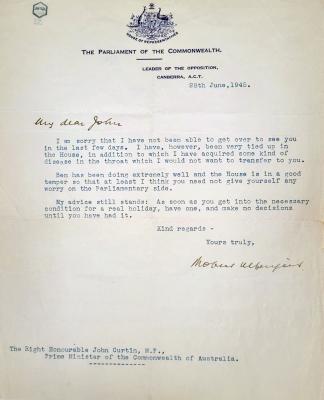 HOUSE OF REPRESENTATIVES
THE PARLIAMENT OF THE COMMONWEALTH.
LEADER OF THE OPPOSITION,
CANBERRA, A.C.T.
28th June, 1945.
My dear John
I am sorry that I have not been able to get over to see you
in the last few days. I have, however, been very tied up in
the House, in addition to which I have acquired some kind of
disease in the throat which I would not want to transfer to you.
Ben has been doing extremely well and the House is in a good
temper so that at least I think you need not give yourself any
worry on the Parliamentary side.
My advice still stands: As soon as you get into the necessary
condition for a real holiday, have one, and make no decisions
until you have had it.
Kind regards -
Yours truly,
Robert Menzies
The Right Honourable John Curtin, M.P.,
Prime Minister of the Commonwealth of Australia.